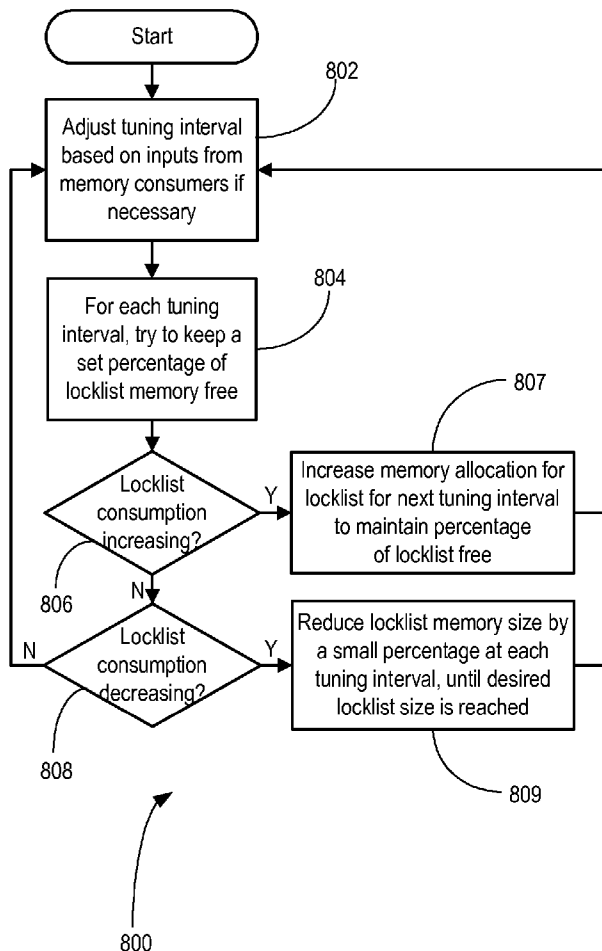 Start
802
Adjust tuning interval
based on inputs from
memory consumers if
necessary
804
For each tuning
interval, try to keep a
set percentage of
locklist memory free
807
Locklist
consumption
increasing?
Y
Increase memory allocation for
locklist for next tuning interval
to maintain percentage
of locklist free
806
N
Locklist
consumption
decreasing?
N
Y
Reduce locklist memory size by
a small percentage at each
tuning interval, until desired
locklist size is reached
808
809
800